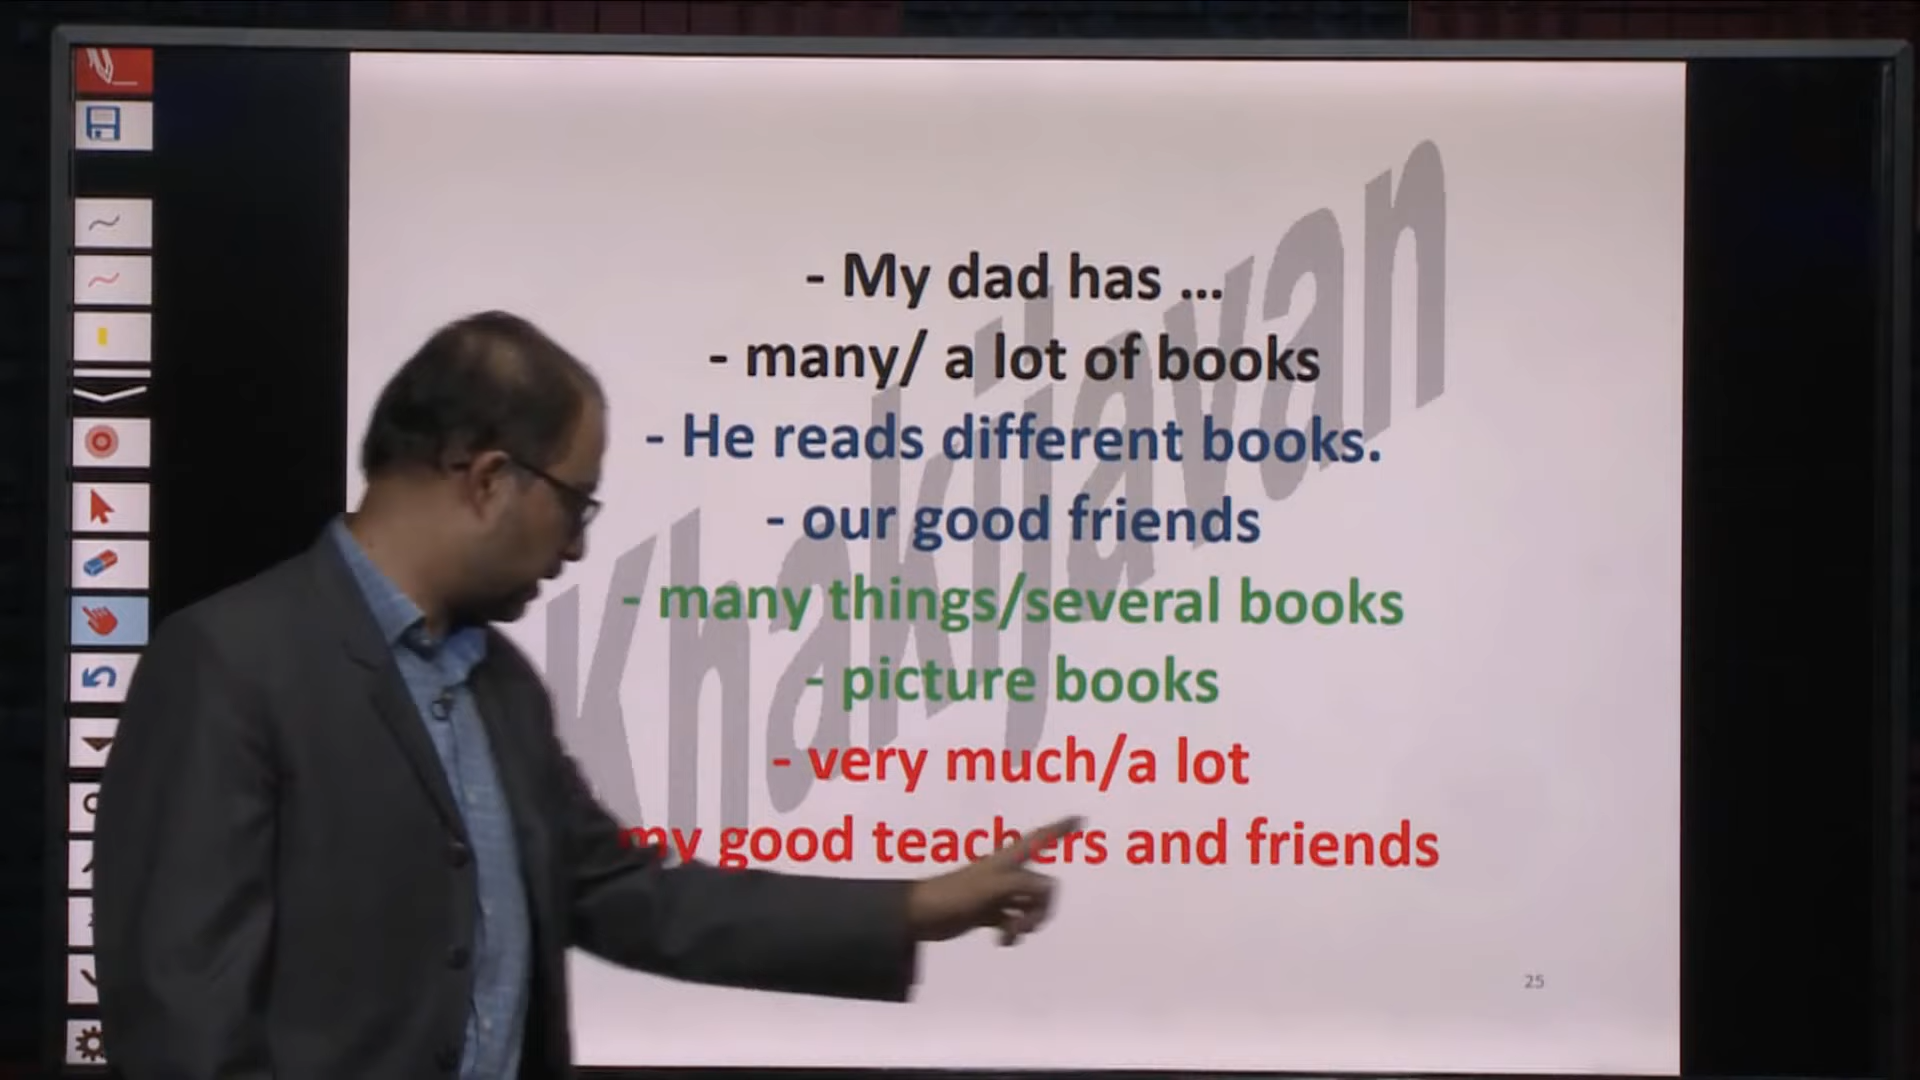 - My dad has ...
- many/ a lot of books
- He reads different books.
- our good friends
- many things/several books
- picture books
- very much/a lot
my good teachers and friends
Khakijavan
25